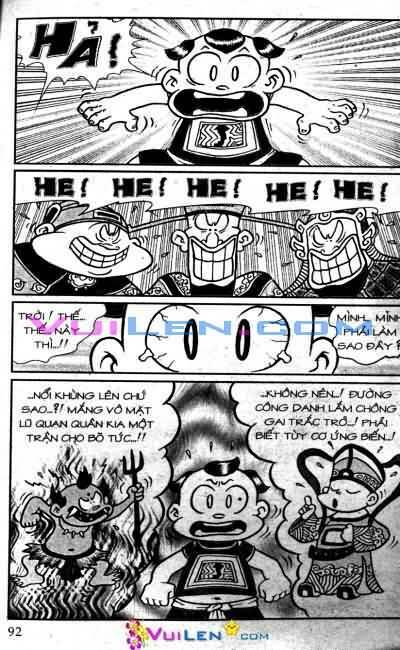 HẢ!
HE! HE! HE! HE! HE!
TRỜI! THẾ...
THẾ NÀY
THÌ...!!
MÌNH... MÌNH
PHẢI LÀM
SAO ĐÂY?
VUILEN.COM
...NỔI KHÙNG LÊN CHỨ
SAO...?! MẮNG VÔ MẶT
LŨ QUAN QUÂN KIA MỘT
TRẬN CHO BÕ TỨC...!!
...KHÔNG NÊN...! ĐƯỜNG
CÔNG DANH LẮM CHÔNG
GAI TRẮC TRỞ...! PHẢI
BIẾT TÙY CƠ ỨNG BIẾN...!
92
VUILEN.COM